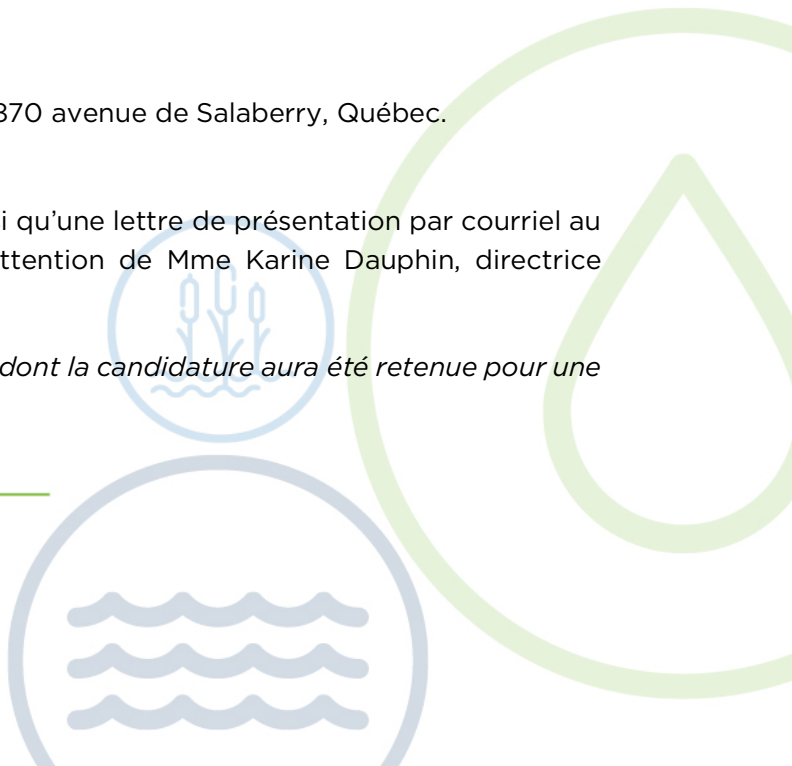 870 avenue de Salaberry, Québec.
i qu'une lettre de présentation par courriel au
ttention de Mme Karine Dauphin, directrice
dont la candidature aura été retenue pour une